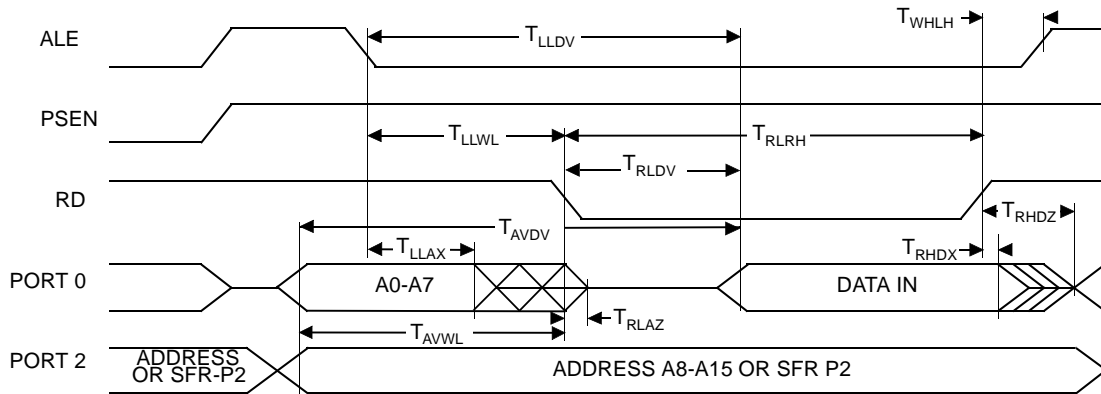 T_WHLH
ALE
T_LLDV
PSEN
T_LLWL
T_RLRH
T_RLDV
RD
T_AVDV
T_RHDZ
T_LLAX
T_RHDX
PORT 0
A0-A7
DATA IN
T_RLAZ
T_AVWL
PORT 2
ADDRESS
OR SFR-P2
ADDRESS A8-A15 OR SFR P2